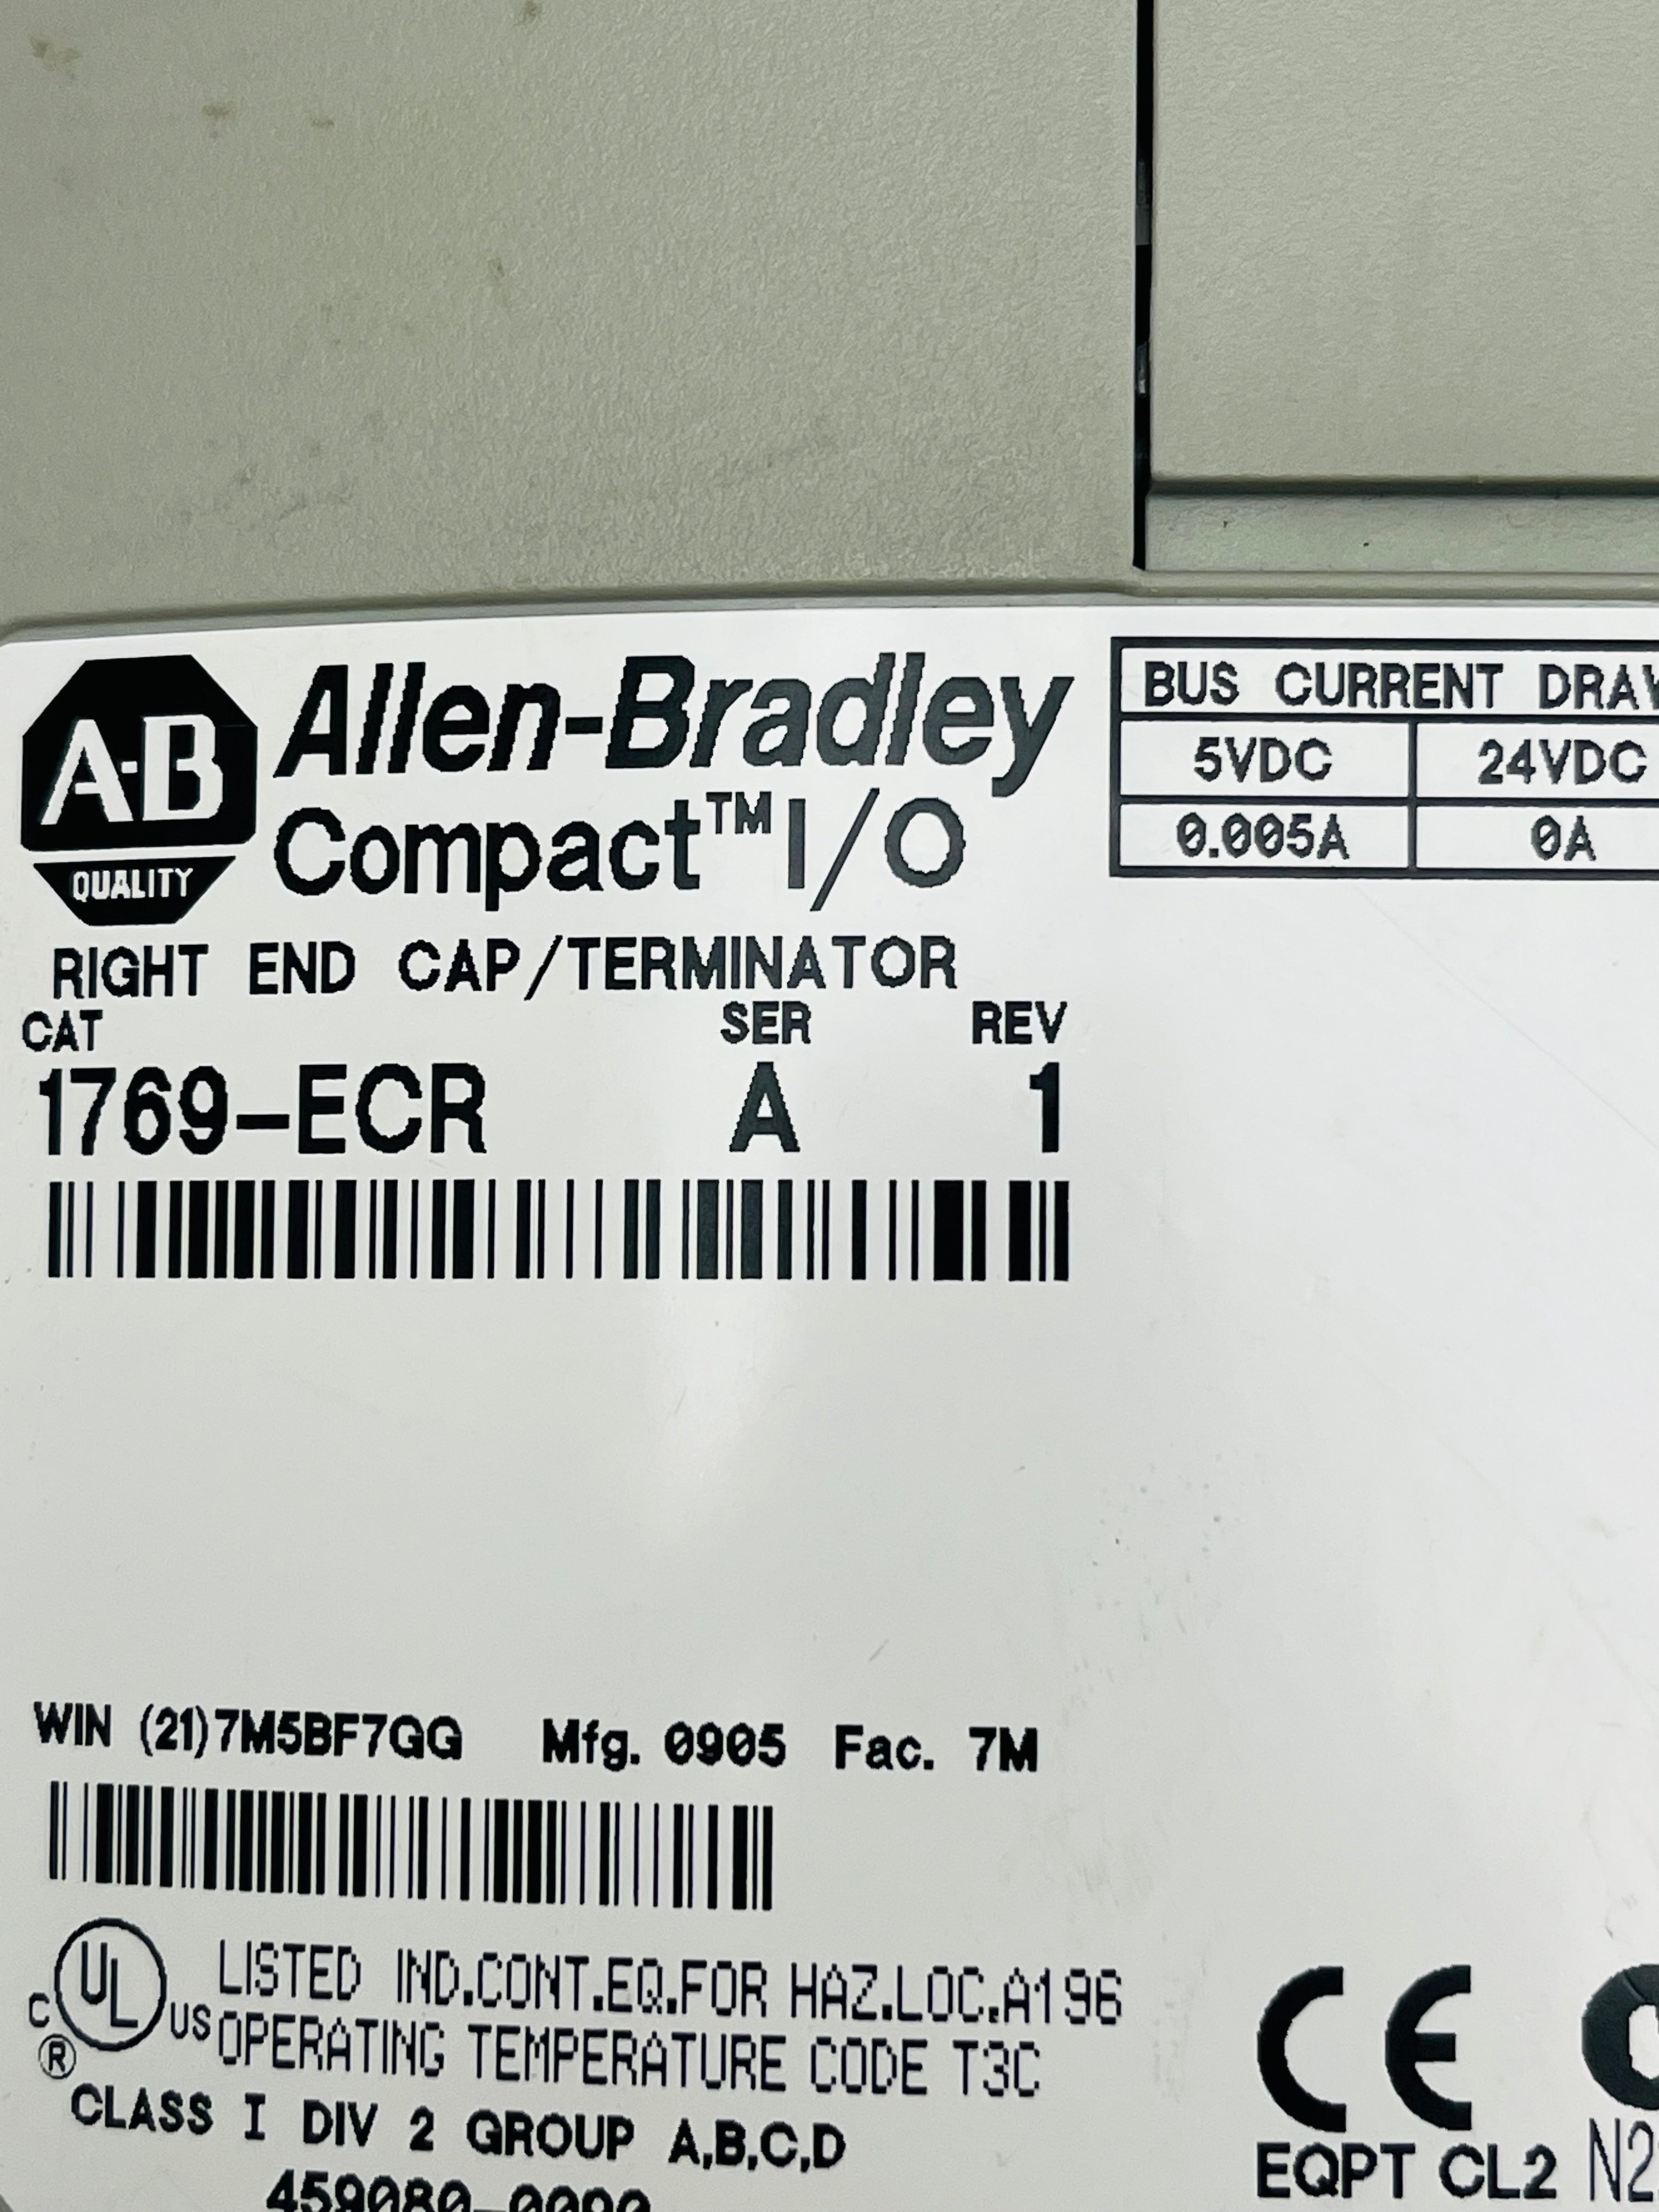 A-B
QUALITY
Allen-Bradley
Compact™ I/O
BUS CURRENT
5VDC 24VDC
0.005A 0A
RIGHT END CAP/TERMINATOR
CAT SER REV
1769-ECR A 1
WIN (21)7M5BF7GG Mfg. 0905 Fac. 7M
C UL US ®
LISTED IND.CONT.EQ.FOR HAZ.LOC.A196
OPERATING TEMPERATURE CODE T3C
CLASS I DIV 2 GROUP A,B,C,D
CE
EQPT CL2